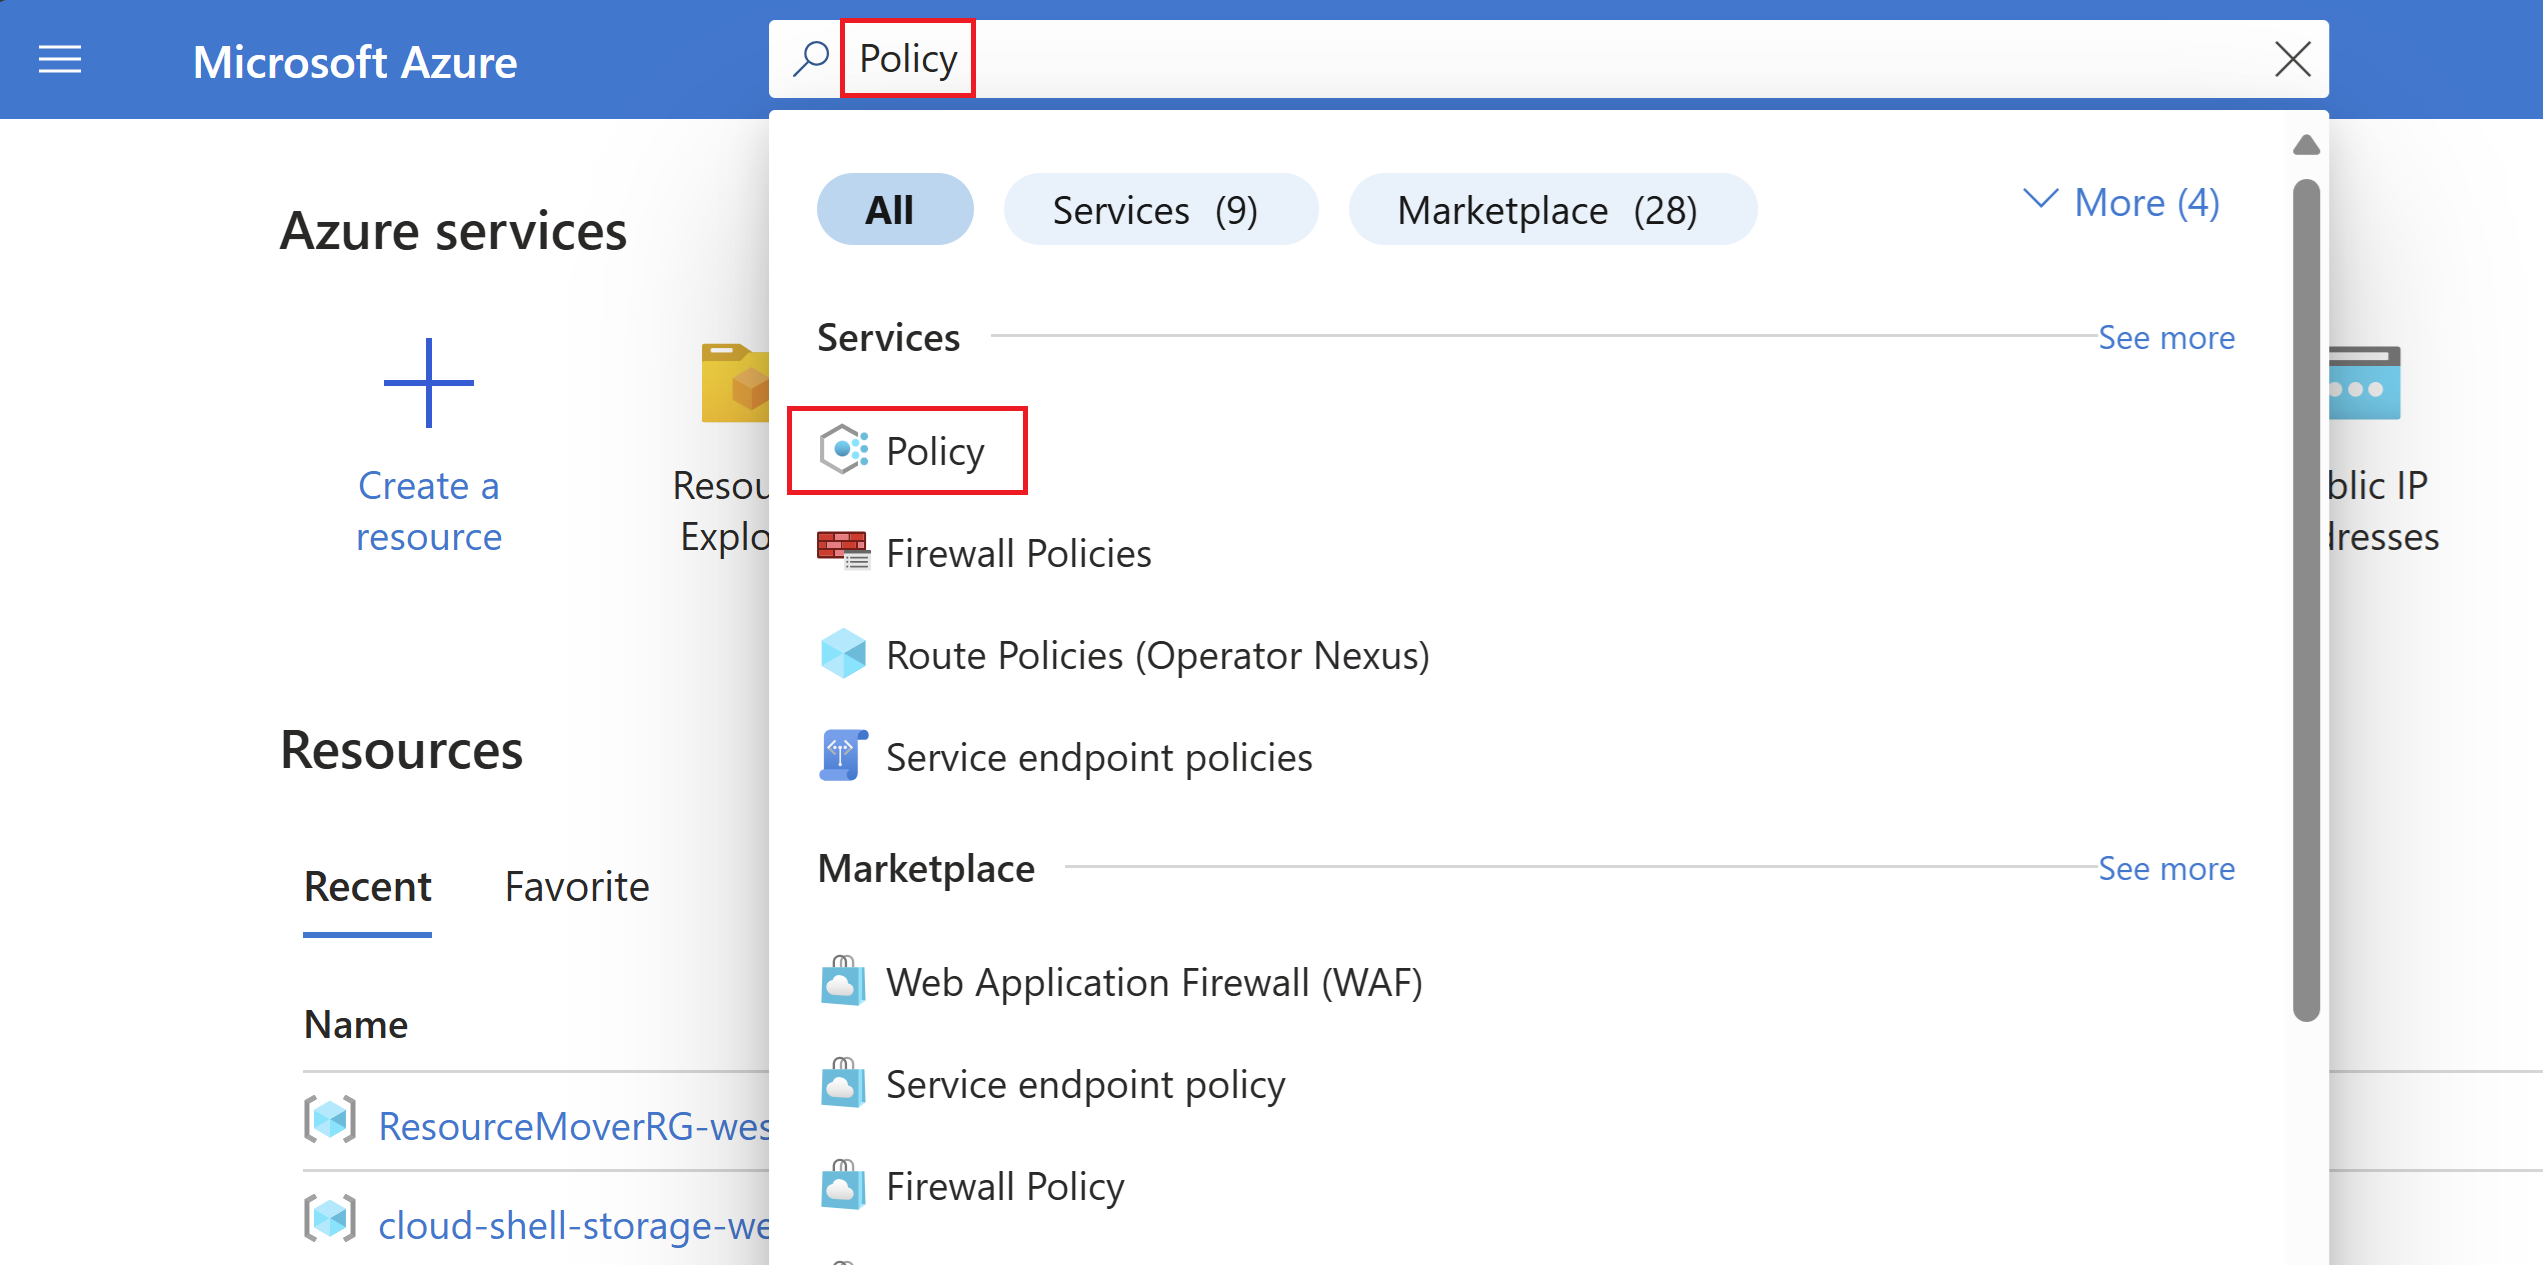 Microsoft Azure
Policy
All
Services (9)
Marketplace (28)
More (4)
Azure services
Services
See more
Create a
resource
Resou
Explo
blic IP
dresses
Policy
Firewall Policies
Route Policies (Operator Nexus)
Service endpoint policies
Resources
Marketplace
See more
Recent
Favorite
Web Application Firewall (WAF)
Name
Service endpoint policy
ResourceMoverRG-wes
Firewall Policy
cloud-shell-storage-we